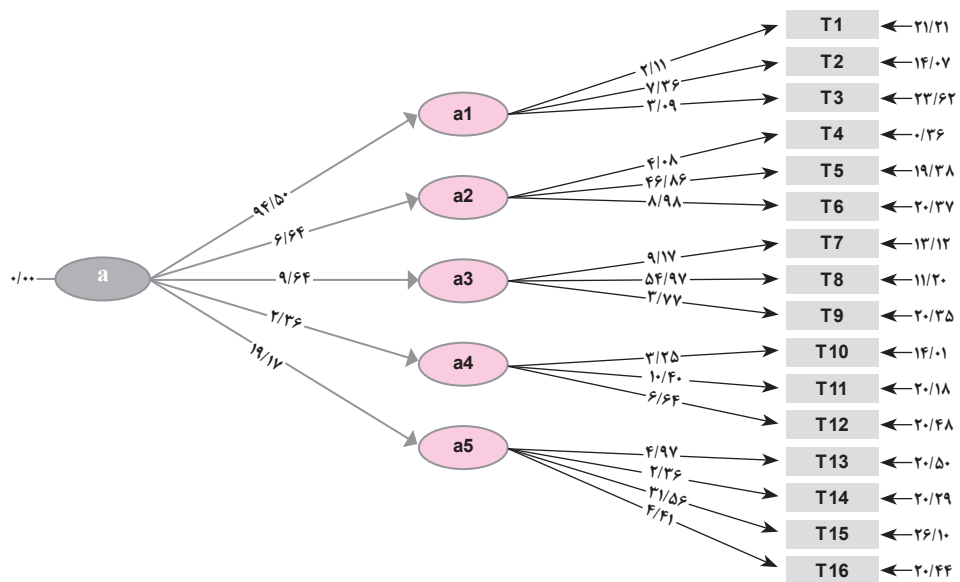 T1 ۲۱/۲۱
۲/۱۱
T2 ۱۴/۰۷
۷/۳۶
T3 ۲۳/۶۲
۳/۰۹
a1
T4 ۰/۳۶
۴/۰۸
T5 ۱۹/۳۸
۴۶/۸۶
a2
T6 ۲۰/۳۷
۸/۹۸
۹۴/۵۰
۶/۶۴
T7 ۱۳/۱۲
۹/۱۷
۰/۰۰ a ۹/۶۴ a3 ۵۴/۹۷ T8 ۱۱/۲۰
۳/۷۷
T9 ۲۰/۳۵
۲/۳۶
T10 ۱۴/۰۱
۳/۲۵
۱۹/۱۷
a4
۱۰/۴۰
T11 ۲۰/۱۸
۶/۶۴
T12 ۲۰/۴۸
a5
۴/۹۷
T13 ۲۰/۵۰
۲/۳۶
T14 ۲۰/۲۹
۳۱/۵۶
۴/۴۱
T15 ۲۶/۱۰
T16 ۲۰/۴۴